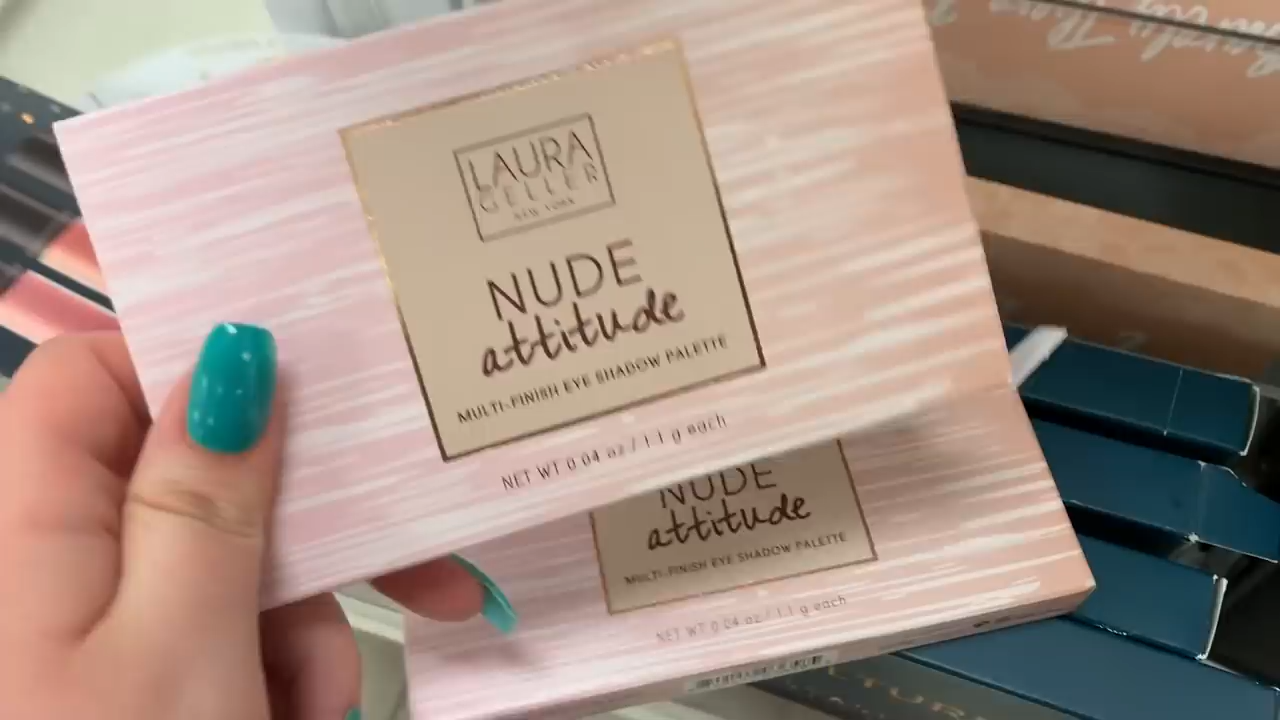 LAURA
GELLER
NEW YORK
NUDE
attitude
MULTI-FINISH EYE SHADOW PALETTE
NET WT 0.04 oz / 1.1 g each
NUDE
attitude
MULTI-FINISH EYE SHADOW PALETTE
NET WT 0.04 oz / 1.1 g each